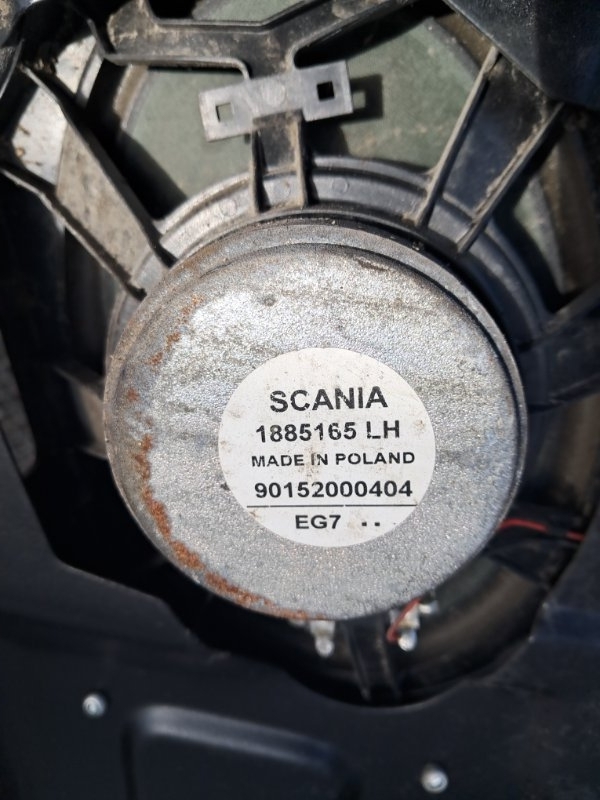 SCANIA
1885165 LH
MADE IN POLAND
90152000404
EG7 ..